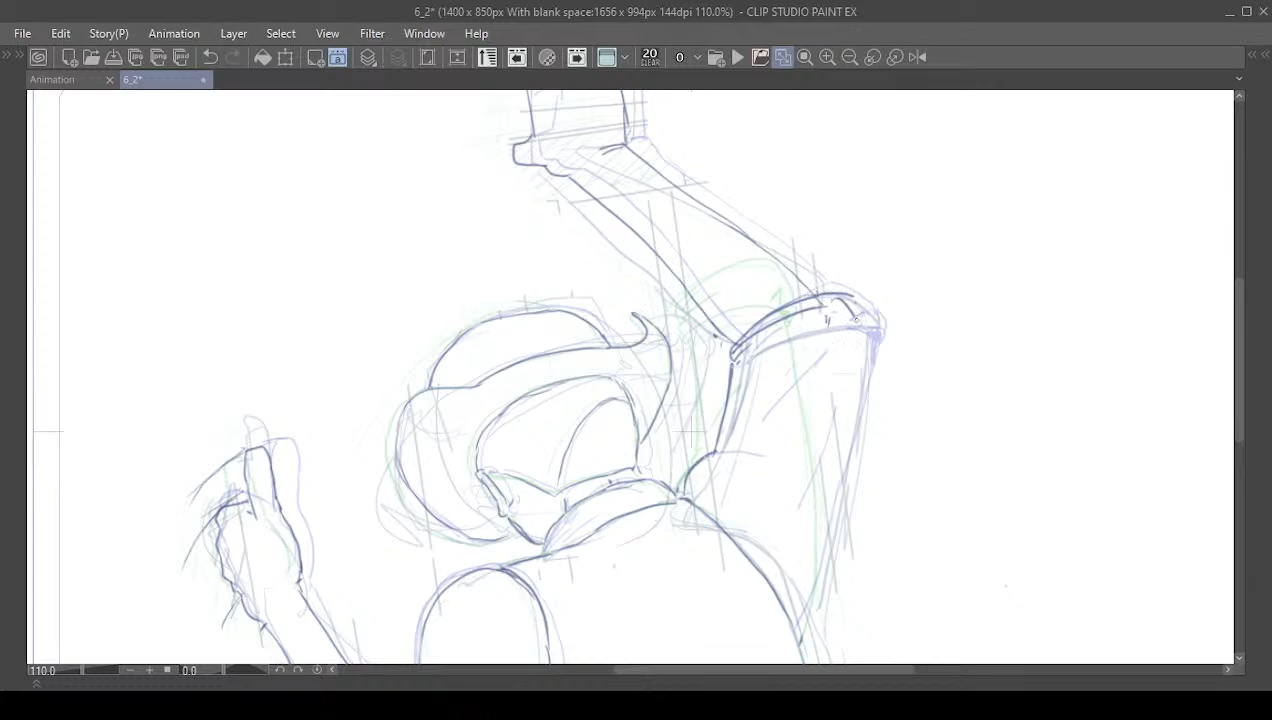 6_2* (1400 x 850px With blank space:1656 x 994px 144dpi 110.0%) - CLIP STUDIO PAINT EX
File Edit Story(P) Animation Layer Select View Filter Window Help
20 CLEAR 0
Animation 6_2*
110.0 0.0